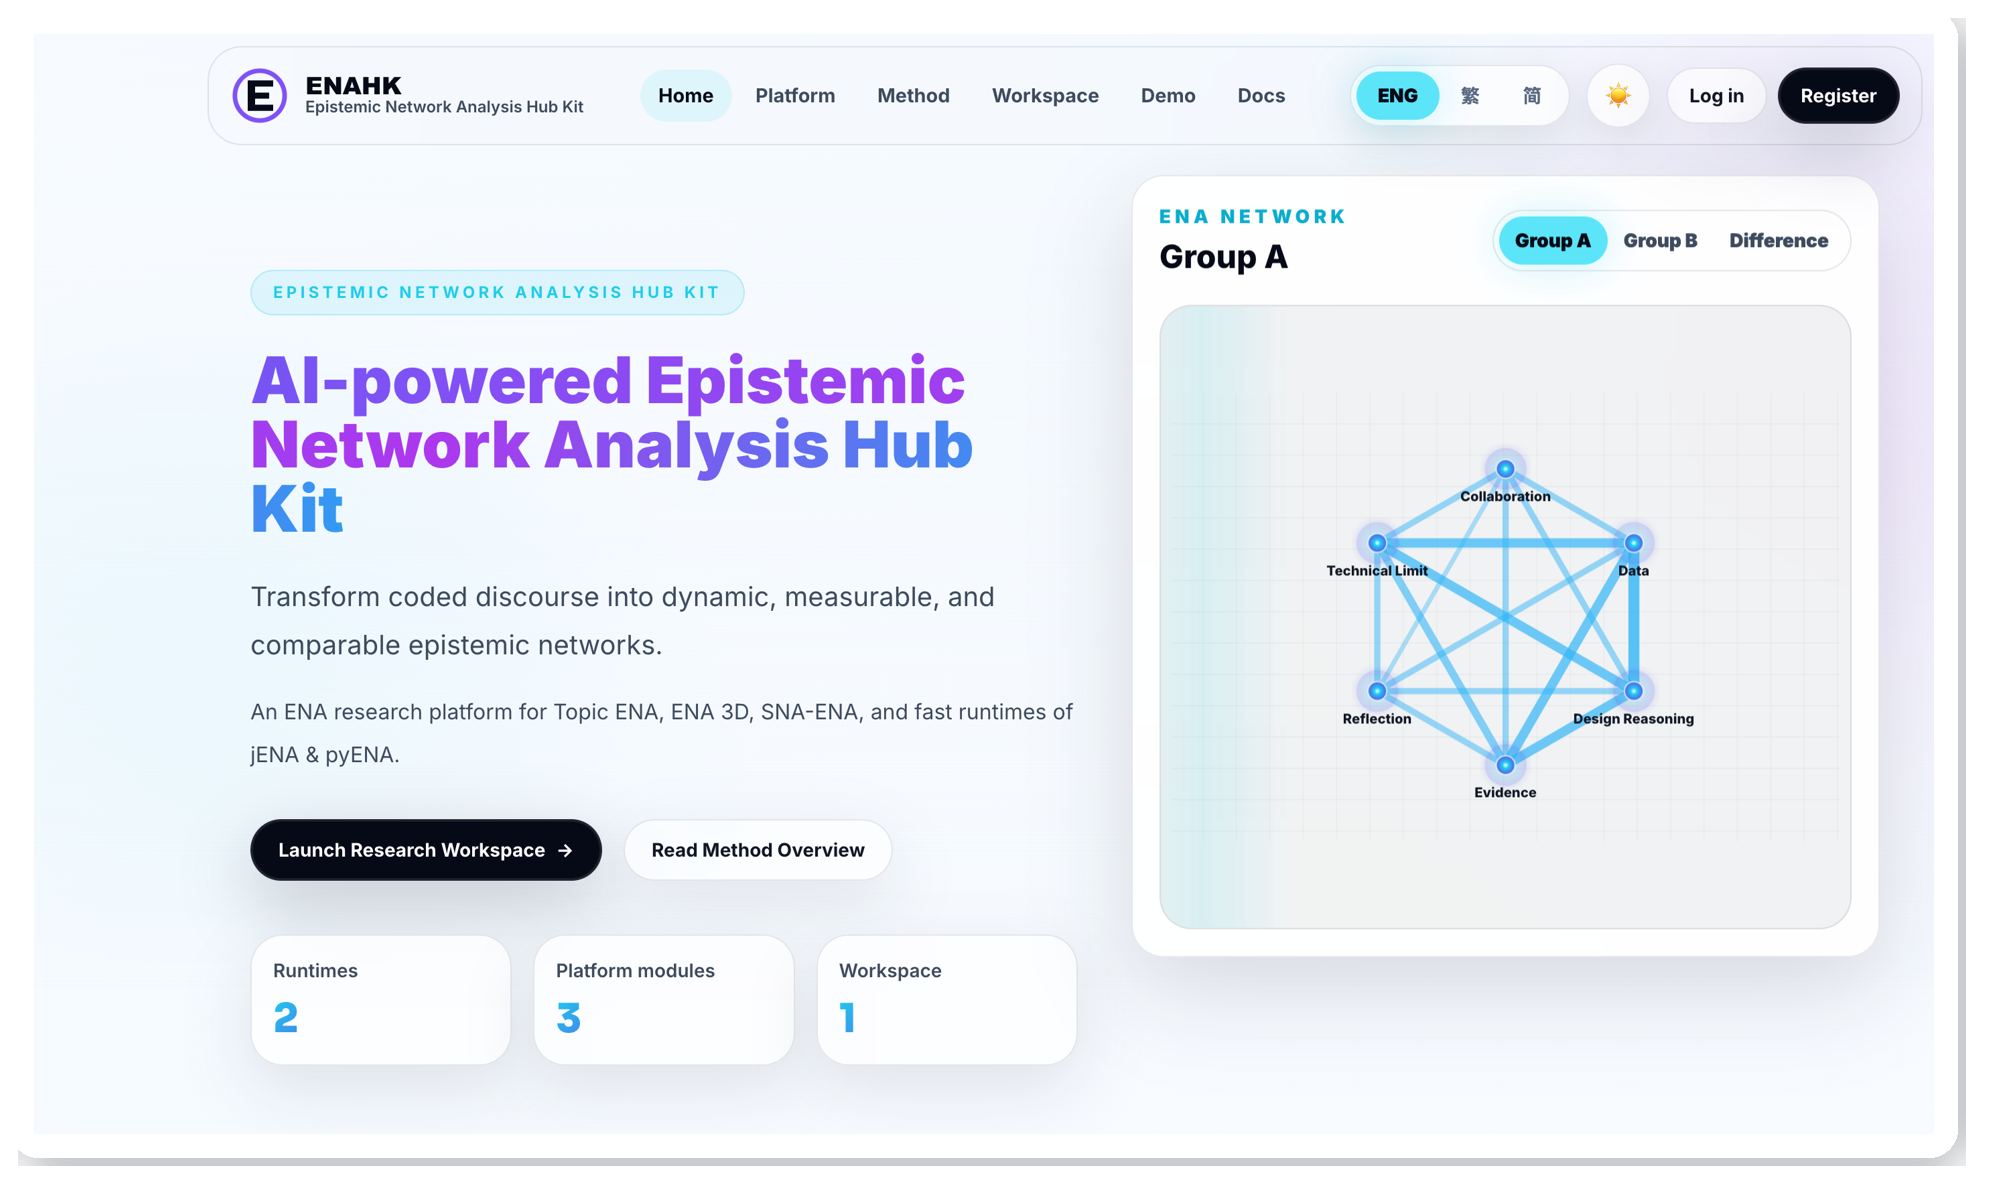 ENAHK
Epistemic Network Analysis Hub Kit
Home
Platform
Method
Workspace
Demo
Docs
ENG
繁
简
Log in
Register
EPISTEMIC NETWORK ANALYSIS HUB KIT
AI-powered Epistemic
Network Analysis Hub
Kit
Transform coded discourse into dynamic, measurable, and
comparable epistemic networks.
An ENA research platform for Topic ENA, ENA 3D, SNA-ENA, and fast runtimes of
jENA & pyENA.
Launch Research Workspace →
Read Method Overview
Runtimes
2
Platform modules
3
Workspace
1
ENA NETWORK
Group A
Group A
Group B
Difference
Collaboration
Technical Limit
Data
Reflection
Design Reasoning
Evidence